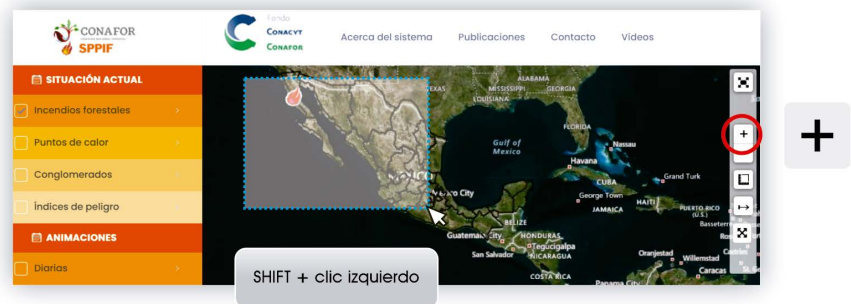 CONAFOR
SPPIF
Fondo
CONACYT
CONAFOR
Acerca del sistema
Publicaciones
Contacto
Videos
SITUACIÓN ACTUAL
Incendios forestales
Puntos de calor
Conglomerados
Índices de peligro
ANIMACIONES
Diarias
ALABAMA
MISSISSIPPI
GEORGIA
LOUISIANA
FLORIDA
Gulf of
Mexico
Nassau
Havana
CUBA
Grand Turk
George Town
HAITI
JAMAICA
PUERTO RICO
(U.S.)
BELIZE
HONDURAS
Tegucigalpa
San Salvador
NICARAGUA
COSTA RICA
Panama City
Oranjestad
Willemstad
Caracas
+
+
SHIFT + clic izquierdo